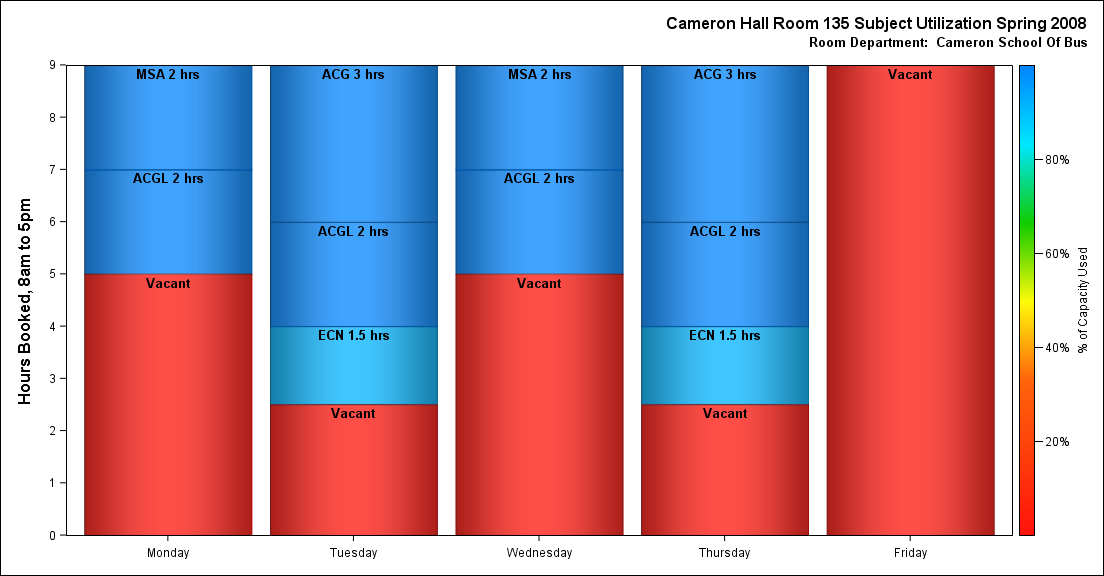 Cameron Hall Room 135 Subject Utilization Spring 2008
Room Department:  Cameron School Of Bus
Hours Booked, 8am to 5pm
9
8
7
6
5
4
3
2
1
0
MSA 2 hrs
ACGL 2 hrs
Vacant
Monday
ACG 3 hrs
ACGL 2 hrs
ECN 1.5 hrs
Vacant
Tuesday
MSA 2 hrs
ACGL 2 hrs
Vacant
Wednesday
ACG 3 hrs
ACGL 2 hrs
ECN 1.5 hrs
Vacant
Thursday
Vacant
Friday
80%
60%
40%
20%
% of Capacity Used